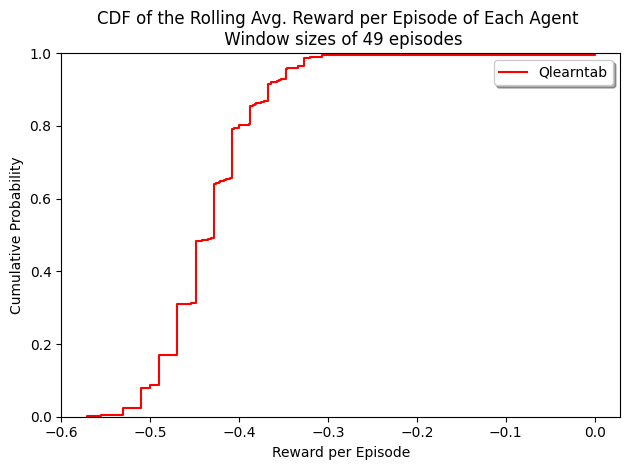 CDF of the Rolling Avg. Reward per Episode of Each Agent
Window sizes of 49 episodes
Qlearntab
Cumulative Probability
1.0
0.8
0.6
0.4
0.2
0.0
−0.6
−0.5
−0.4
−0.3
−0.2
−0.1
0.0
Reward per Episode